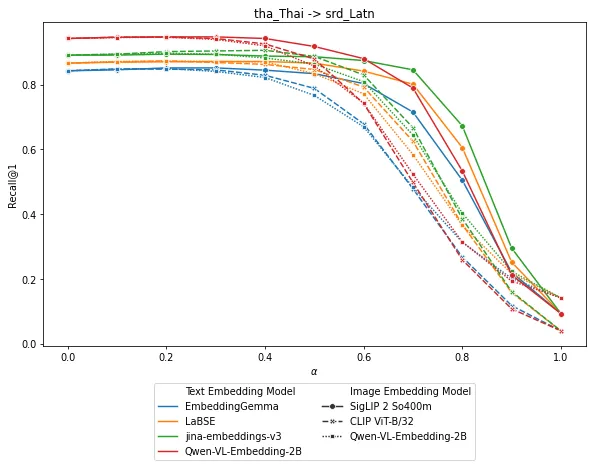 tha_Thai -> srd_Latn
Recall@1
0.8
0.6
0.4
0.2
0.0
0.0 0.2 0.4 0.6 0.8 1.0
α
Text Embedding Model
EmbeddingGemma
LaBSE
jina-embeddings-v3
Qwen-VL-Embedding-2B
Image Embedding Model
SigLIP 2 So400m
CLIP ViT-B/32
Qwen-VL-Embedding-2B